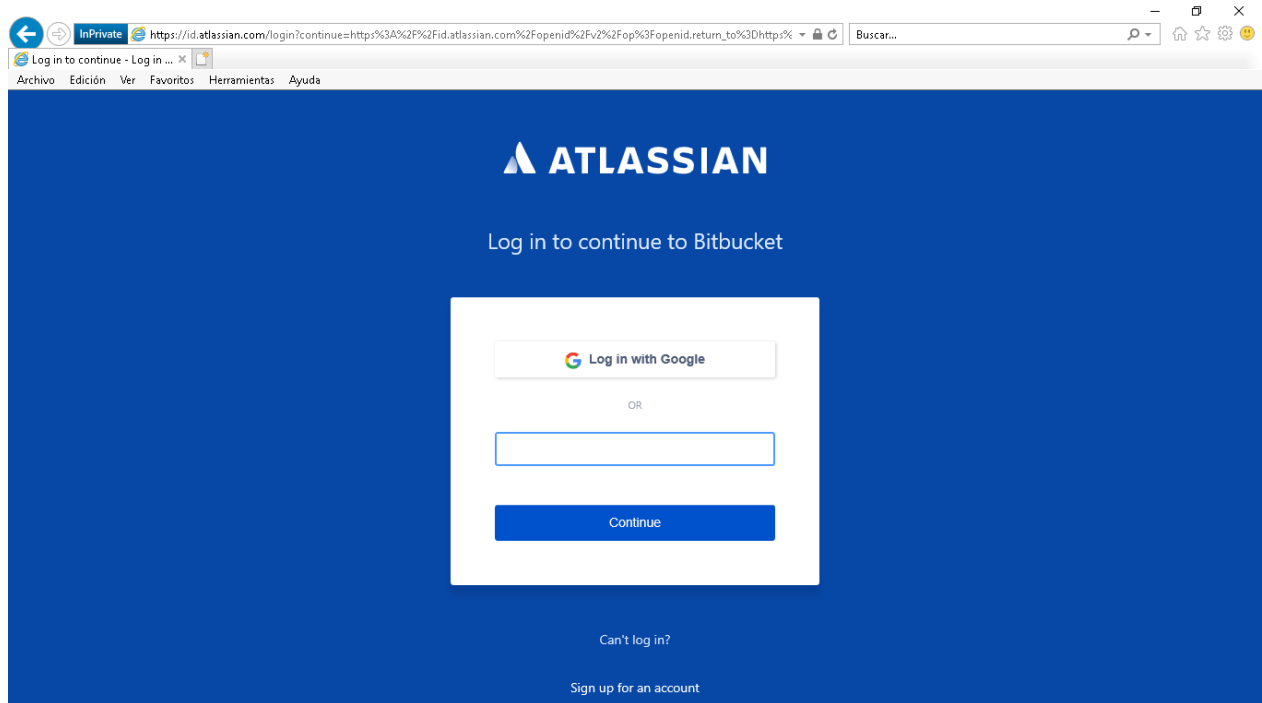 InPrivate https://id.atlassian.com/login?continue=https%3A%2F%2Fid.atlassian.com%2Fopenid%2Fv2%2Fop%3Fopenid.return_to%3Dhttps% Buscar...
Log in to continue - Log in ...
Archivo Edición Ver Favoritos Herramientas Ayuda
ATLASSIAN
Log in to continue to Bitbucket
Log in with Google
OR
Continue
Can't log in?
Sign up for an account